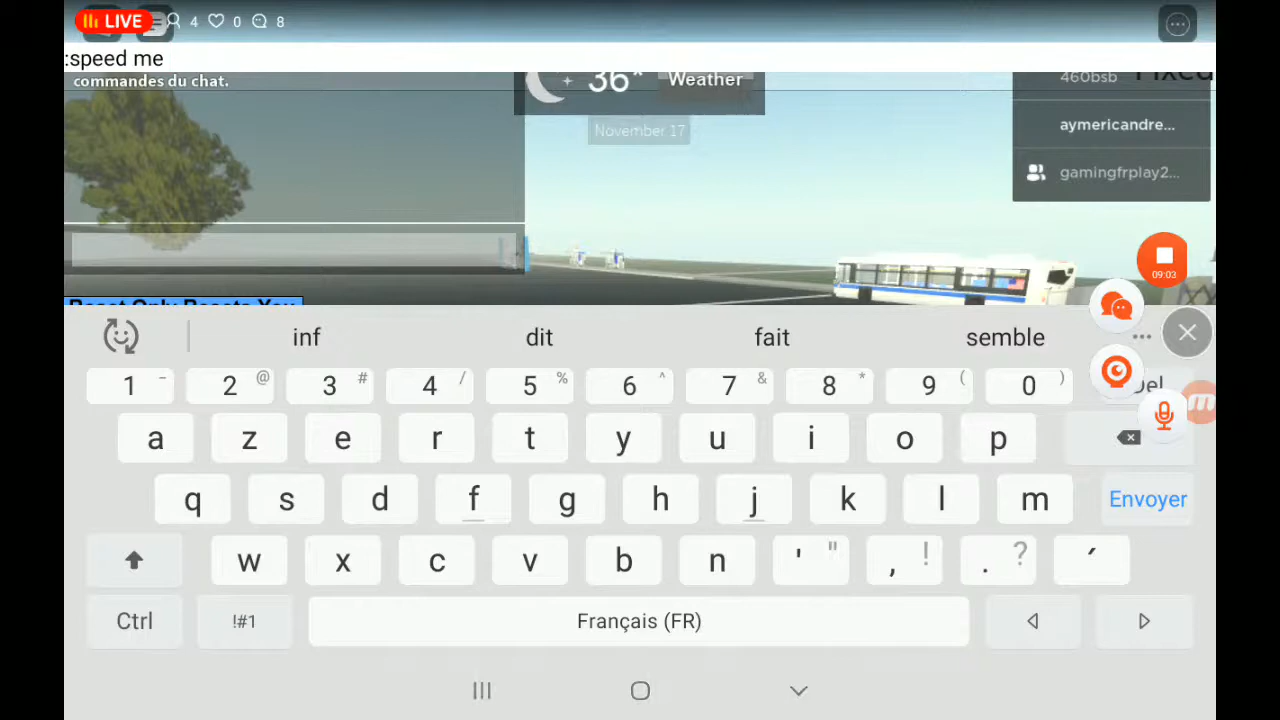 LIVE 4 0 8
:speed me
commandes du chat.
36° Weather
November 17
460bsb
aymericandre...
gamingfrplay2...
09:03
inf dit fait semble
1 - 2 @ 3 # 4 / 5 % 6 ^ 7 & 8 * 9 ( 0 ) Del
a z e r t y u i o p
q s d f g h j k l m Envoyer
w x c v b n ' " , ! . ? ´
Ctrl !#1 Français (FR)